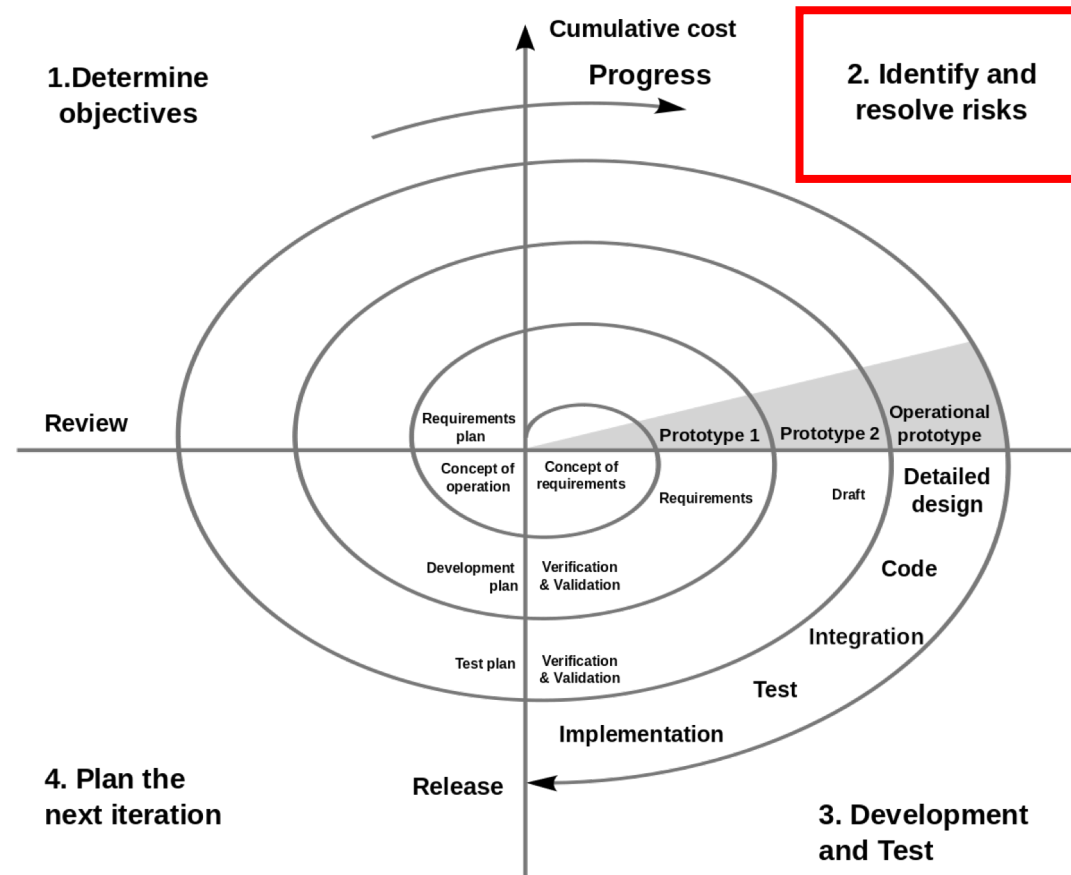 Cumulative cost
Progress
1.Determine
objectives
2. Identify and
resolve risks
Review
Requirements
plan
Prototype 1
Prototype 2
Operational
prototype
Concept of
operation
Concept of
requirements
Requirements
Draft
Detailed
design
Development
plan
Verification
& Validation
Code
Integration
Test plan
Verification
& Validation
Test
Implementation
Release
4. Plan the
next iteration
3. Development
and Test